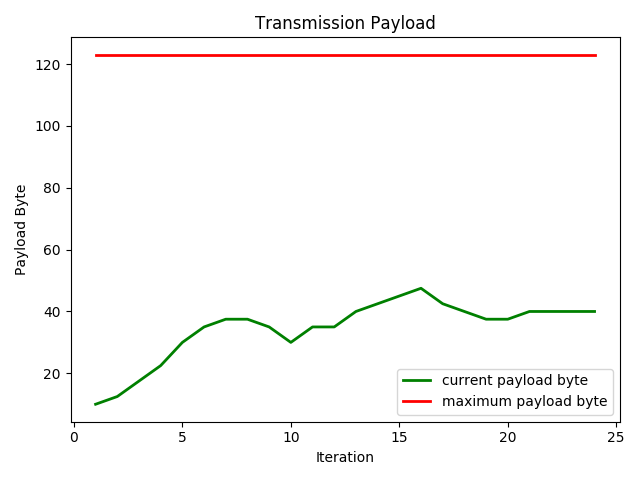 Transmission Payload
120
100
80
60
40
20
Payload Byte
current payload byte
maximum payload byte
0 5 10 15 20 25
Iteration